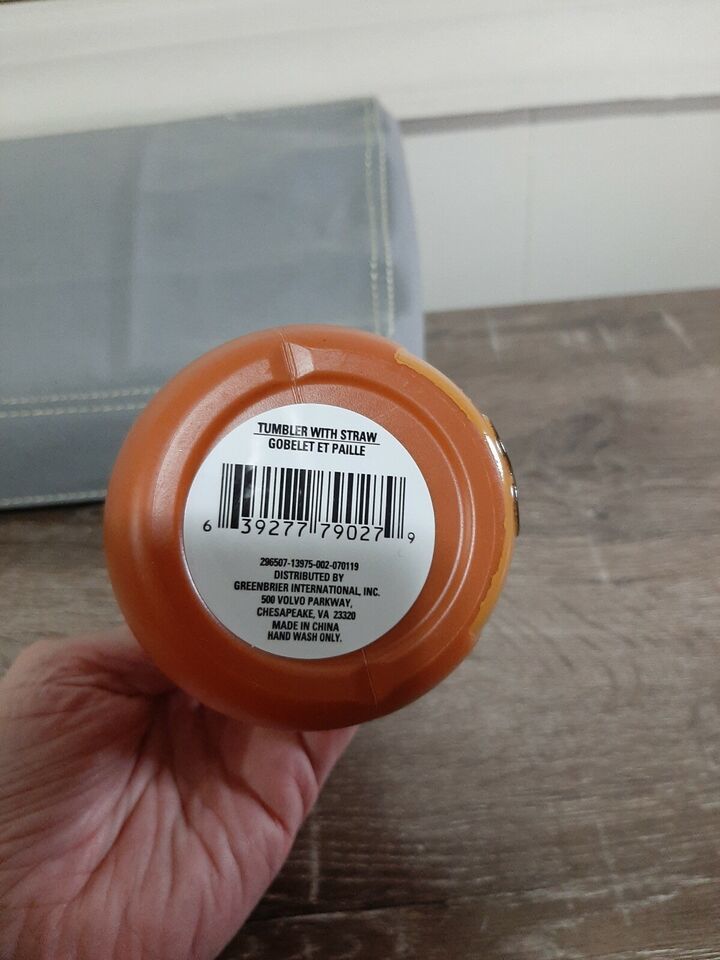 TUMBLER WITH STRAW
GOBELET ET PAILLE
6 39277 79027 9
296507-13975-002-070119
DISTRIBUTED BY
GREENBRIER INTERNATIONAL, INC.
500 VOLVO PARKWAY,
CHESAPEAKE, VA 23320
MADE IN CHINA
HAND WASH ONLY.